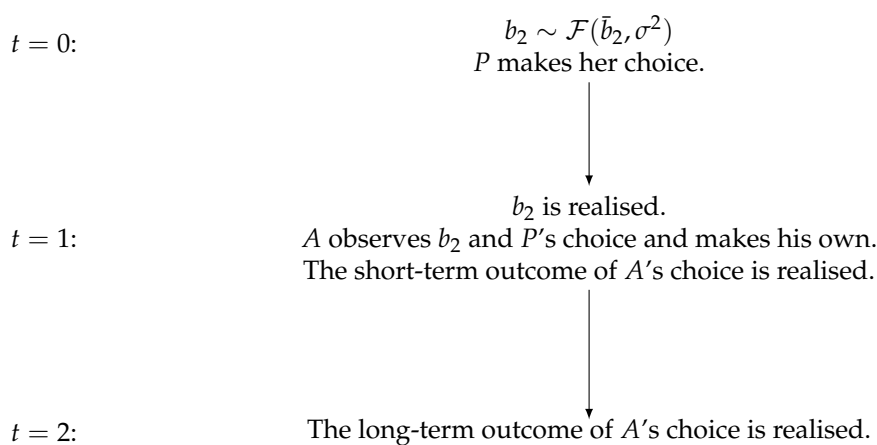 t = 0:
b₂ ∼ 𝓕(b̄₂, σ²)
P makes her choice.
t = 1:
b₂ is realised.
A observes b₂ and P's choice and makes his own.
The short-term outcome of A's choice is realised.
t = 2:
The long-term outcome of A's choice is realised.